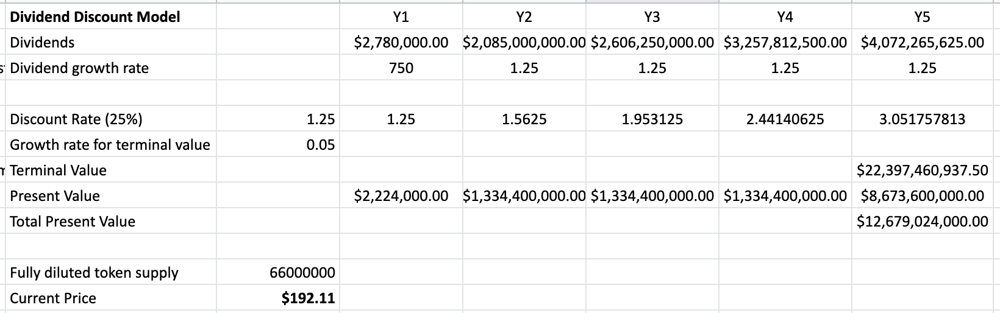 Dividend Discount Model Y1 Y2 Y3 Y4 Y5
Dividends $2,780,000.00 $2,085,000,000.00 $2,606,250,000.00 $3,257,812,500.00 $4,072,265,625.00
Dividend growth rate 750 1.25 1.25 1.25 1.25
Discount Rate (25%) 1.25 1.25 1.5625 1.953125 2.44140625 3.051757813
Growth rate for terminal value 0.05
Terminal Value $22,397,460,937.50
Present Value $2,224,000.00 $1,334,400,000.00 $1,334,400,000.00 $1,334,400,000.00 $8,673,600,000.00
Total Present Value $12,679,024,000.00
Fully diluted token supply 66000000
Current Price $192.11